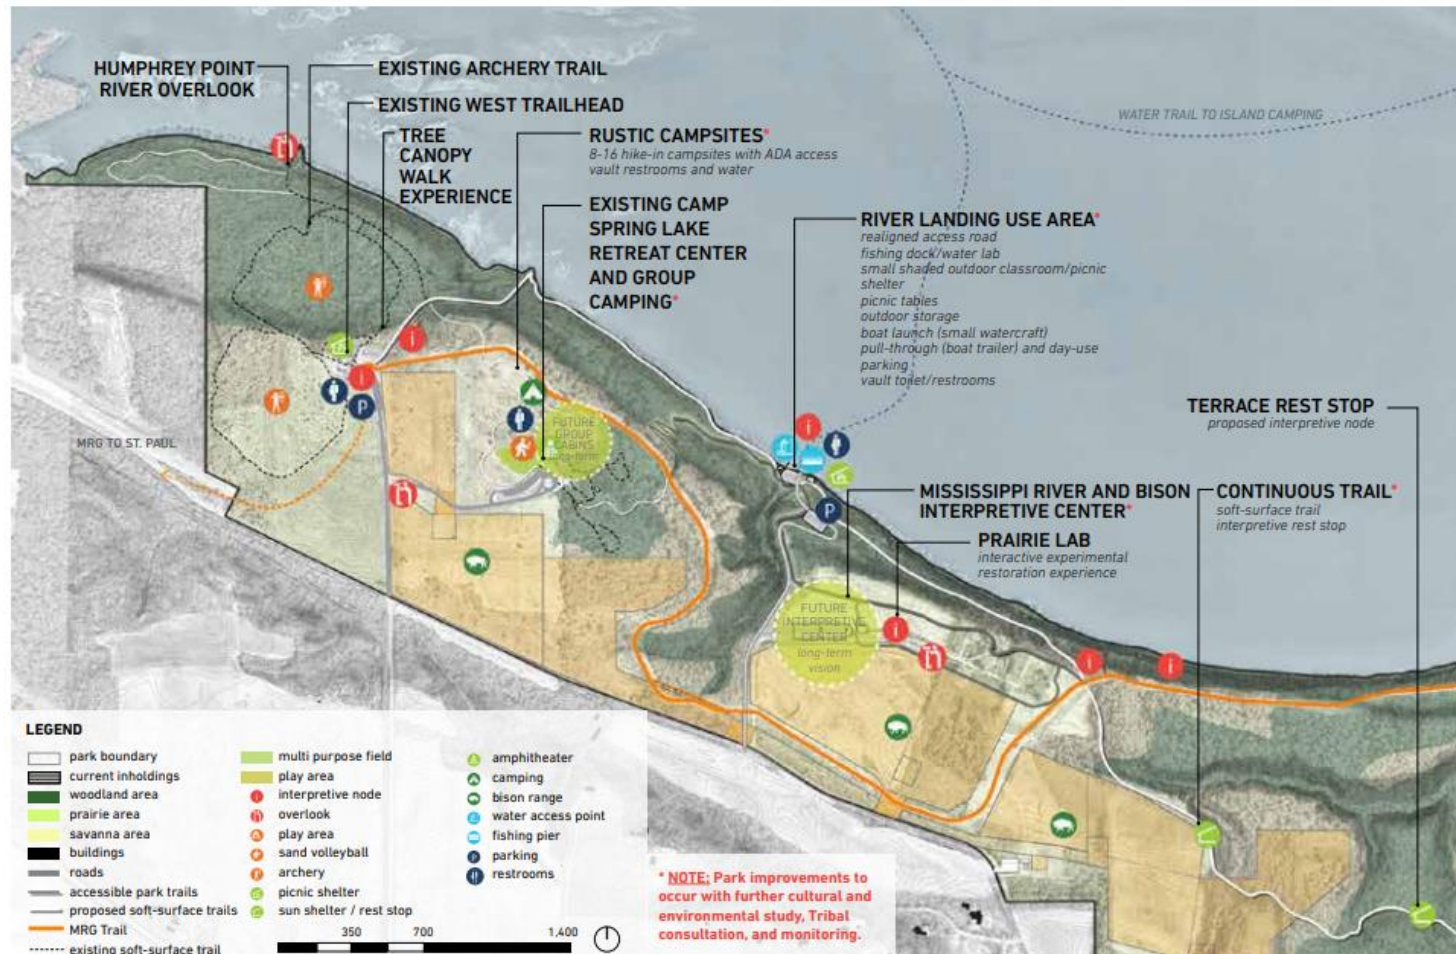 HUMPHREY POINT
RIVER OVERLOOK
EXISTING ARCHERY TRAIL
EXISTING WEST TRAILHEAD
TREE
CANOPY
WALK
EXPERIENCE
RUSTIC CAMPSITES*
8-16 hike-in campsites with ADA access
vault restrooms and water
EXISTING CAMP
SPRING LAKE
RETREAT CENTER
AND GROUP
CAMPING*
RIVER LANDING USE AREA*
realigned access road
fishing dock/water lab
small shaded outdoor classroom/picnic
shelter
picnic tables
outdoor storage
boat launch (small watercraft)
pull-through (boat trailer) and day-use
parking
vault toilet/restrooms
WATER TRAIL TO ISLAND CAMPING
TERRACE REST STOP
proposed interpretive node
MISSISSIPPI RIVER AND BISON
INTERPRETIVE CENTER*
CONTINUOUS TRAIL*
soft-surface trail
interpretive rest stop
PRAIRIE LAB
interactive experimental
restoration experience
MRG TO ST. PAUL
FUTURE
GROUP
CABINS
long-term
FUTURE
INTERPRETIVE
CENTER
long-term
vision
LEGEND
park boundary
current inholdings
woodland area
prairie area
savanna area
buildings
roads
accessible park trails
proposed soft-surface trails
MRG Trail
existing soft-surface trail
multi purpose field
play area
interpretive node
overlook
play area
sand volleyball
archery
picnic shelter
sun shelter / rest stop
amphitheater
camping
bison range
water access point
fishing pier
parking
restrooms
350 700 1,400
* NOTE: Park improvements to
occur with further cultural and
environmental study, Tribal
consultation, and monitoring.